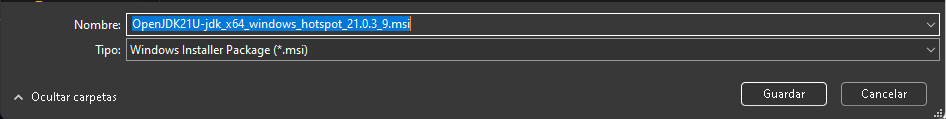 Nombre: OpenJDK21U-jdk_x64_windows_hotspot_21.0.3_9.msi
Tipo: Windows Installer Package (*.msi)
Ocultar carpetas Guardar Cancelar